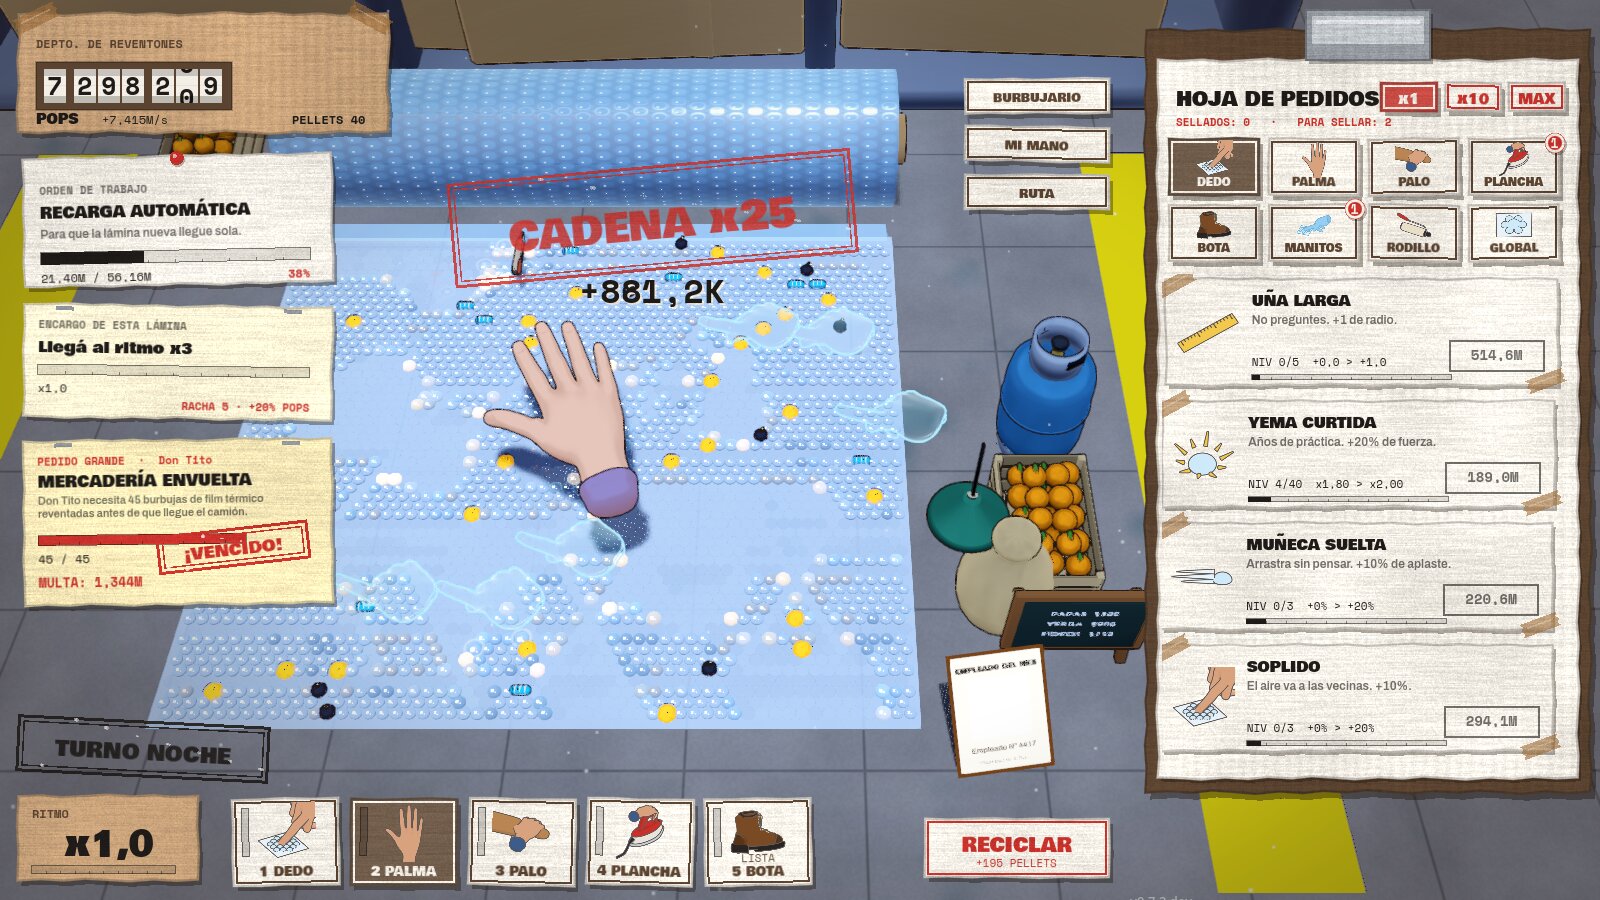 DEPTO. DE REVENTONES
POPS +7,415M/s PELLETS 40
ORDEN DE TRABAJO
RECARGA AUTOMÁTICA
Para que la lámina nueva llegue sola.
21,40M / 56,16M 38%
ENCARGO DE ESTA LÁMINA
Llegá al ritmo x3
x1,0
RACHA 5 · +20% POPS
PEDIDO GRANDE · Don Tito
MERCADERÍA ENVUELTA
Don Tito necesita 45 burbujas de film térmico
reventadas antes de que llegue el camión.
¡VENCIDO!
45 / 45
MULTA: 1,344M
TURNO NOCHE
RITMO
x1,0
CADENA x25
BURBUJARIO
MI MANO
RUTA
1 DEDO
2 PALMA
3 PALO
4 PLANCHA
LISTA
5 BOTA
RECICLAR
+195 PELLETS
EMPLEADO DEL MES
Empleado N° 4417
HOJA DE PEDIDOS x1 x10 MAX
SELLADOS: 0 · PARA SELLAR: 2
DEDO PALMA PALO PLANCHA 1
BOTA MANITOS 1 RODILLO GLOBAL
UÑA LARGA
No preguntes. +1 de radio.
NIV 0/5 +0,0 > +1,0 514,6M
YEMA CURTIDA
Años de práctica. +20% de fuerza.
NIV 4/40 x1,80 > x2,00 189,0M
MUÑECA SUELTA
Arrastra sin pensar. +10% de aplaste.
NIV 0/3 +0% > +20% 220,6M
SOPLIDO
El aire va a las vecinas. +10%.
NIV 0/3 +0% > +20% 294,1M